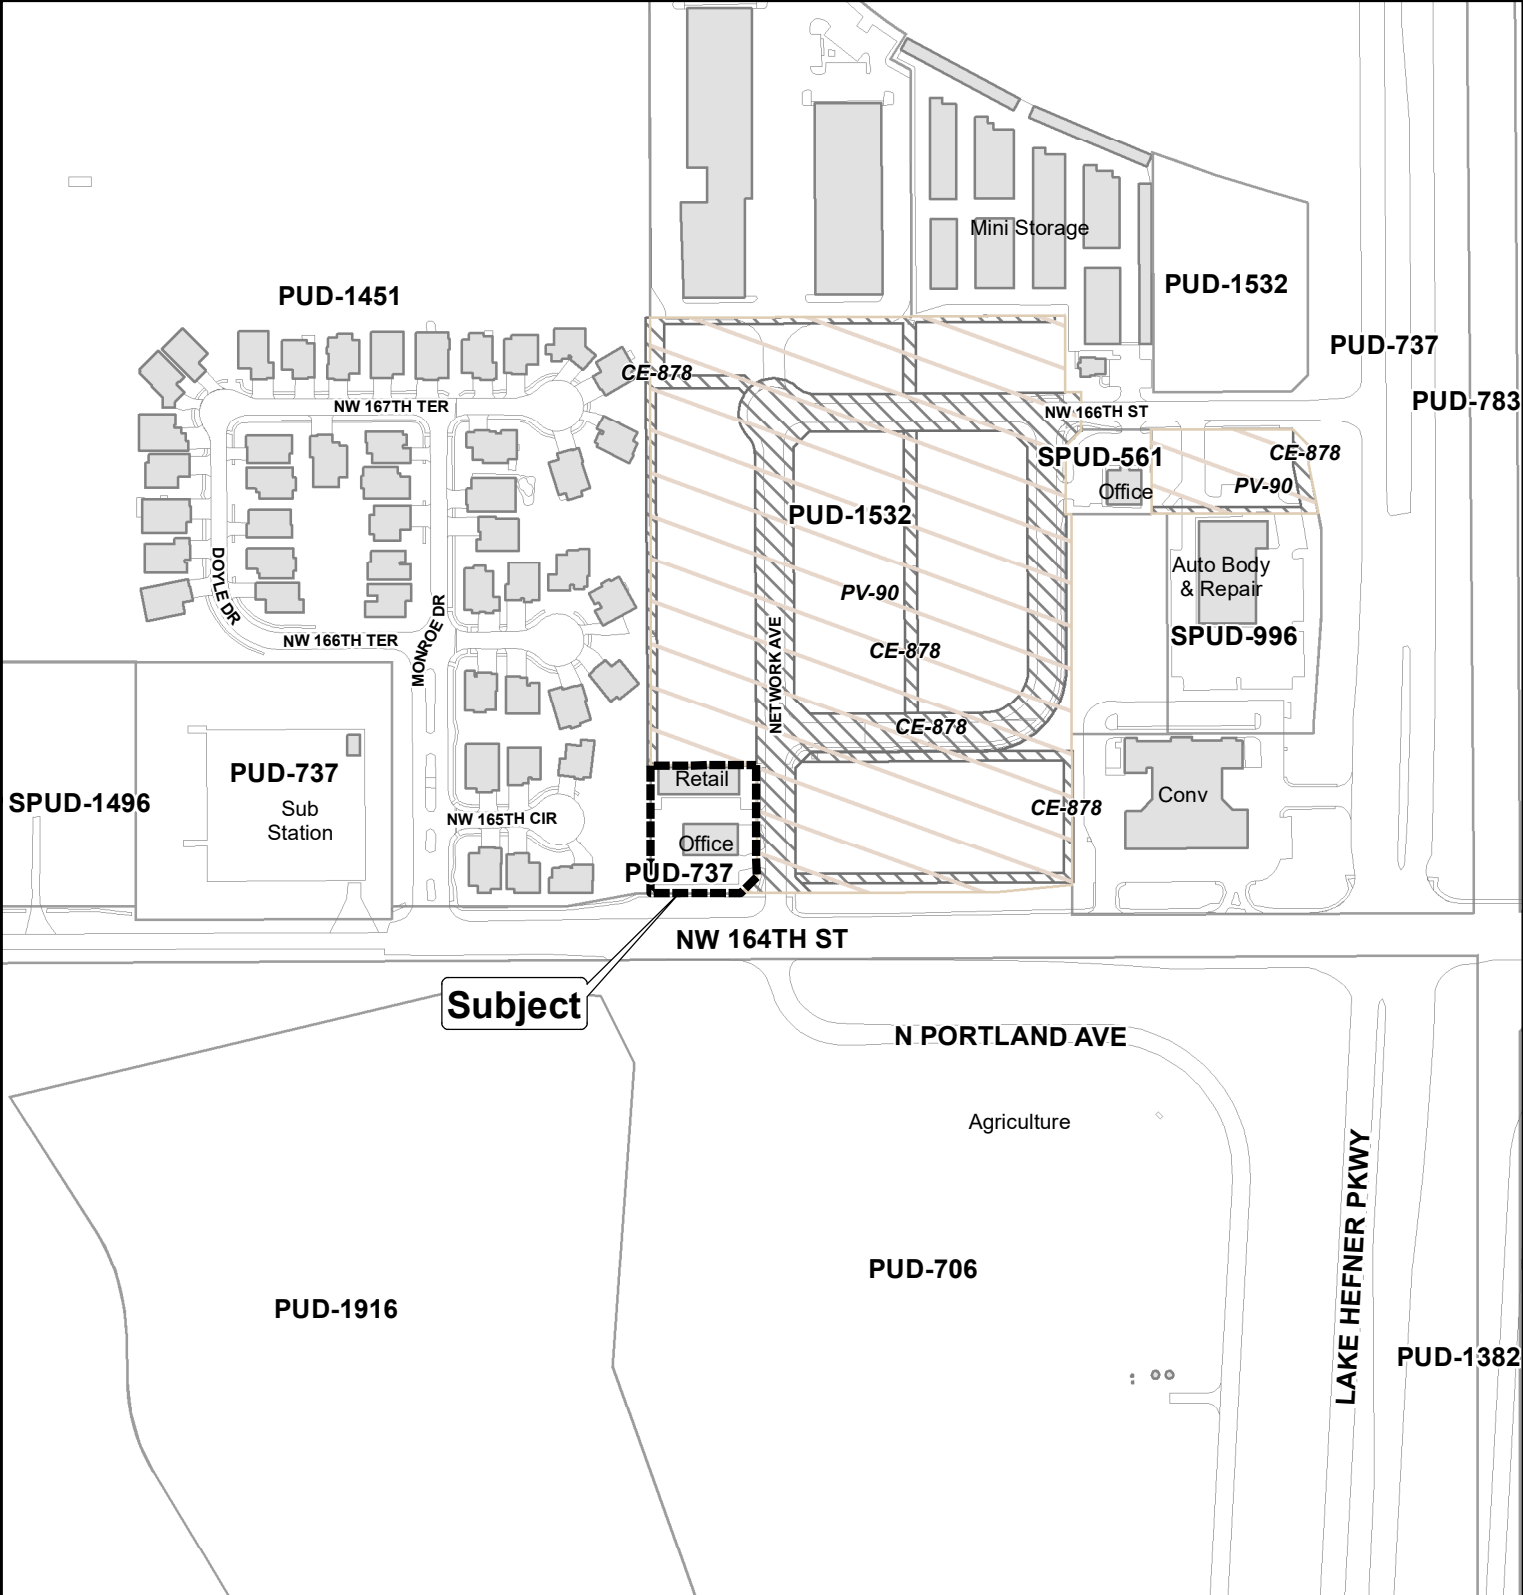 Mini Storage
PUD-1532
PUD-1451
PUD-737
CE-878
PUD-783
NW 167TH TER
NW 166TH ST
SPUD-561
CE-878
Office
PV-90
PUD-1532
Auto Body
& Repair
DOYLE DR
PV-90
MONROE DR
NW 166TH TER
SPUD-996
CE-878
NETWORK AVE
CE-878
PUD-737
Retail
SPUD-1496
Sub
Station
Conv
CE-878
NW 165TH CIR
Office
PUD-737
NW 164TH ST
Subject
N PORTLAND AVE
Agriculture
LAKE HEFNER PKWY
PUD-706
PUD-1916
PUD-1382